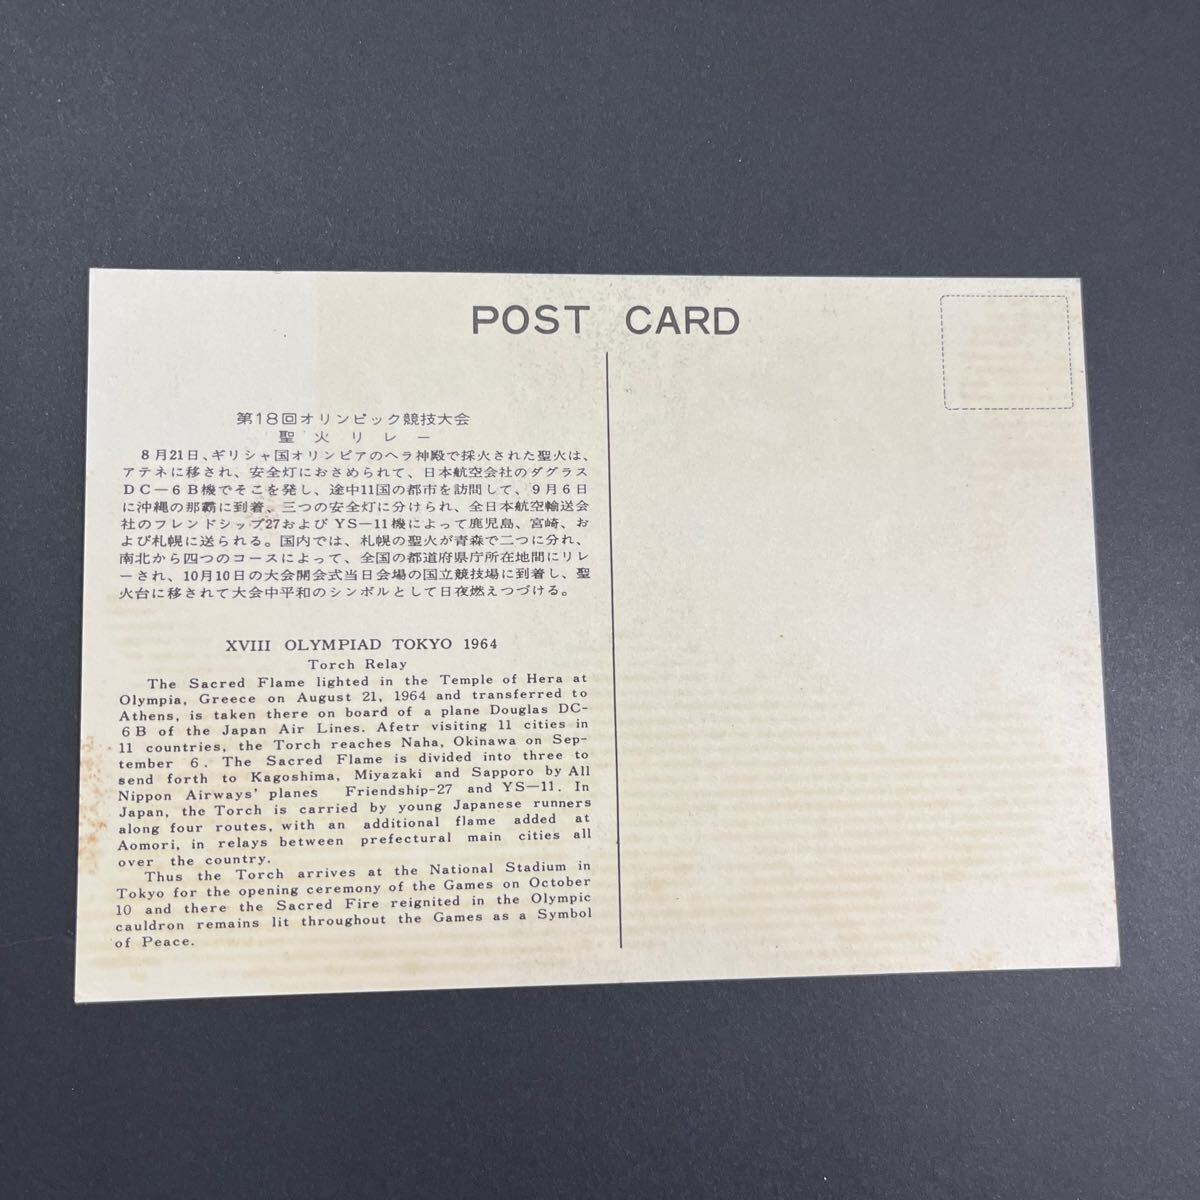 POST CARD
第18回オリンピック競技大会
聖火リレー
8月21日、ギリシャ国オリンピアのヘラ神殿で採火された聖火は、
アテネに移され、安全灯におさめられて、日本航空会社のダグラス
DC—6B機でそこを発し、途中11国の都市を訪問して、9月6日
に沖縄の那覇に到着、三つの安全灯に分けられ、全日本航空輸送会
社のフレンドシップ27およびYS—11機によって鹿児島、宮崎、お
よび札幌に送られる。国内では、札幌の聖火が青森で二つに分れ、
南北から四つのコースによって、全国の都道府県庁所在地間にリレ
ーされ、10月10日の大会開会式当日会場の国立競技場に到着し、聖
火台に移されて大会中平和のシンボルとして日夜燃えつづける。
XVIII OLYMPIAD TOKYO 1964
Torch Relay
The Sacred Flame lighted in the Temple of Hera at
Olympia, Greece on August 21, 1964 and transferred to
Athens, is taken there on board of a plane Douglas DC-
6B of the Japan Air Lines. Afetr visiting 11 cities in
11 countries, the Torch reaches Naha, Okinawa on Sep-
tember 6. The Sacred Flame is divided into three to
send forth to Kagoshima, Miyazaki and Sapporo by All
Nippon Airways' planes Friendship-27 and YS—11. In
Japan, the Torch is carried by young Japanese runners
along four routes, with an additional flame added at
Aomori, in relays between prefectural main cities all
over the country.
Thus the Torch arrives at the National Stadium in
Tokyo for the opening ceremony of the Games on October
10 and there the Sacred Fire reignited in the Olympic
cauldron remains lit throughout the Games as a Symbol
of Peace.